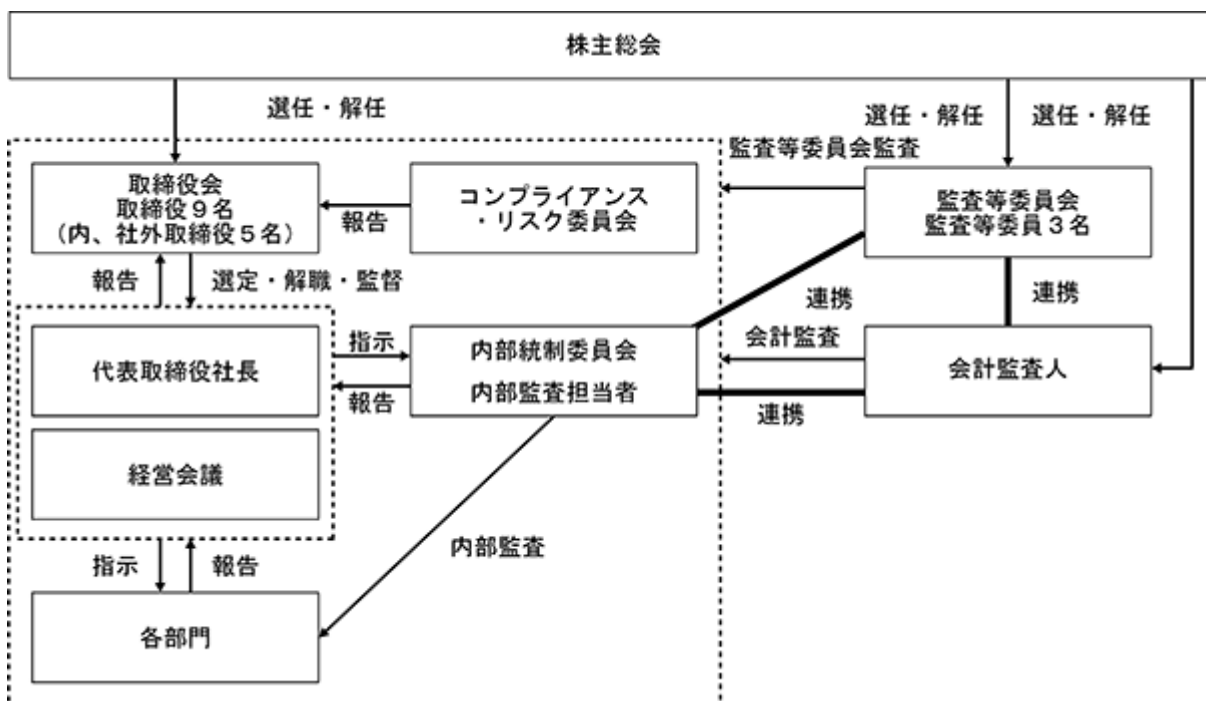 株主総会
選任・解任
選任・解任
選任・解任
監査等委員会監査
取締役会
取締役９名
（内、社外取締役５名）
報告
コンプライアンス
・リスク委員会
監査等委員会
監査等委員３名
報告
選定・解職・監督
連携
連携
代表取締役社長
指示
報告
内部統制委員会
内部監査担当者
会計監査
連携
会計監査人
経営会議
内部監査
指示
報告
各部門